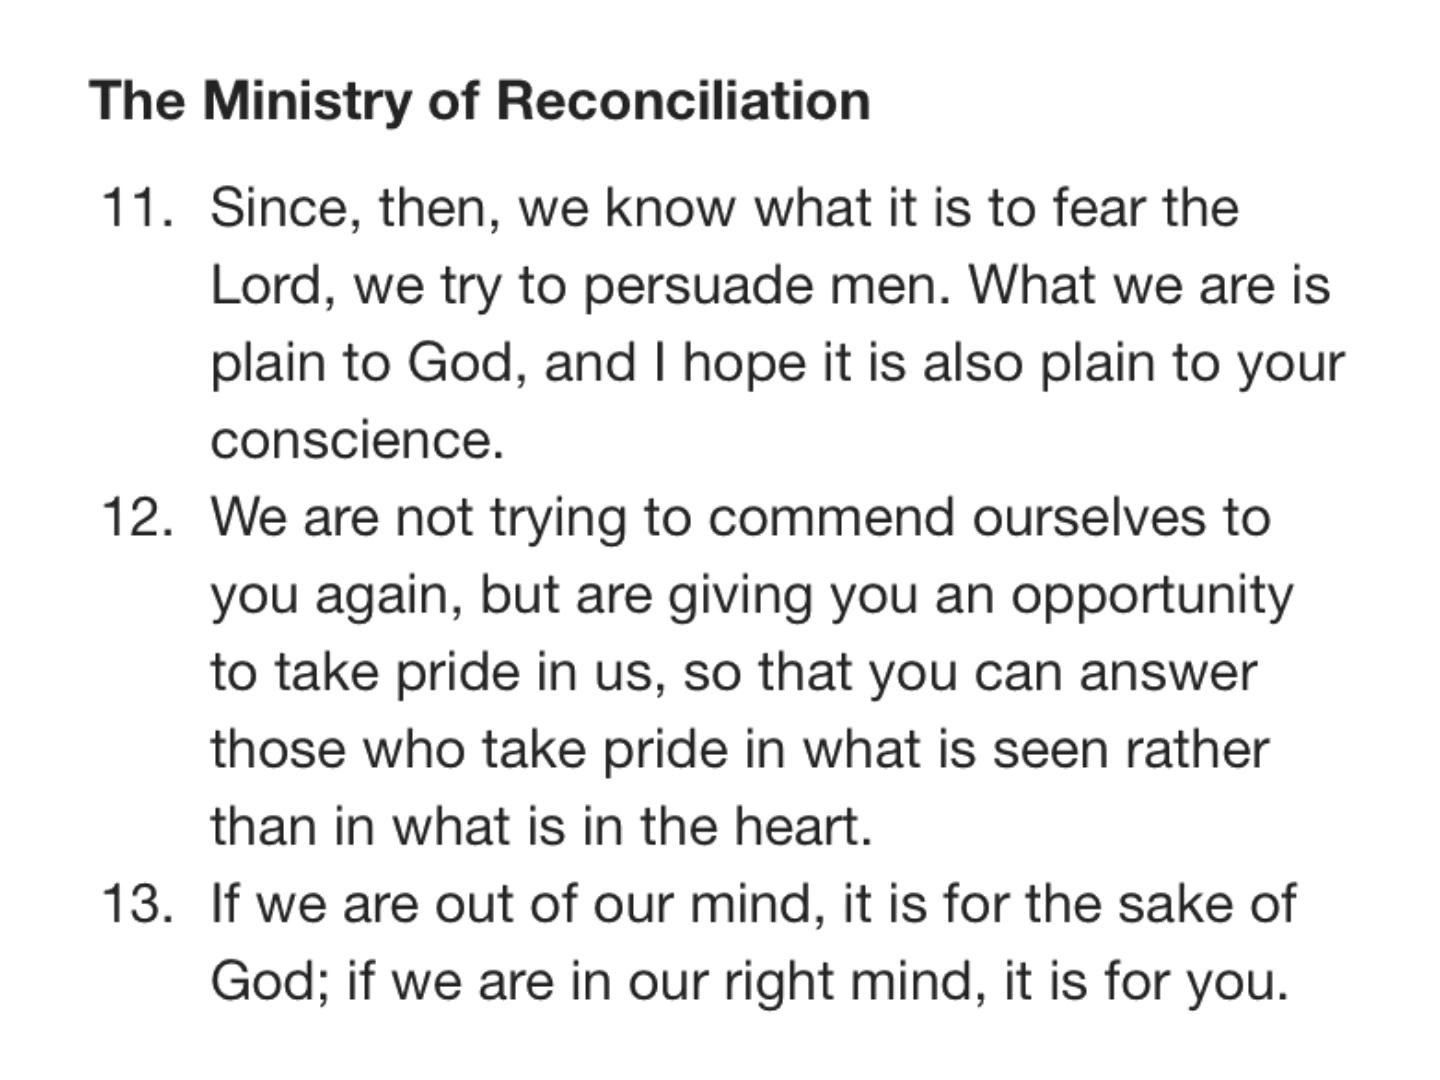 The Ministry of Reconciliation
11. Since, then, we know what it is to fear the
Lord, we try to persuade men. What we are is
plain to God, and I hope it is also plain to your
conscience.
12. We are not trying to commend ourselves to
you again, but are giving you an opportunity
to take pride in us, so that you can answer
those who take pride in what is seen rather
than in what is in the heart.
13. If we are out of our mind, it is for the sake of
God; if we are in our right mind, it is for you.